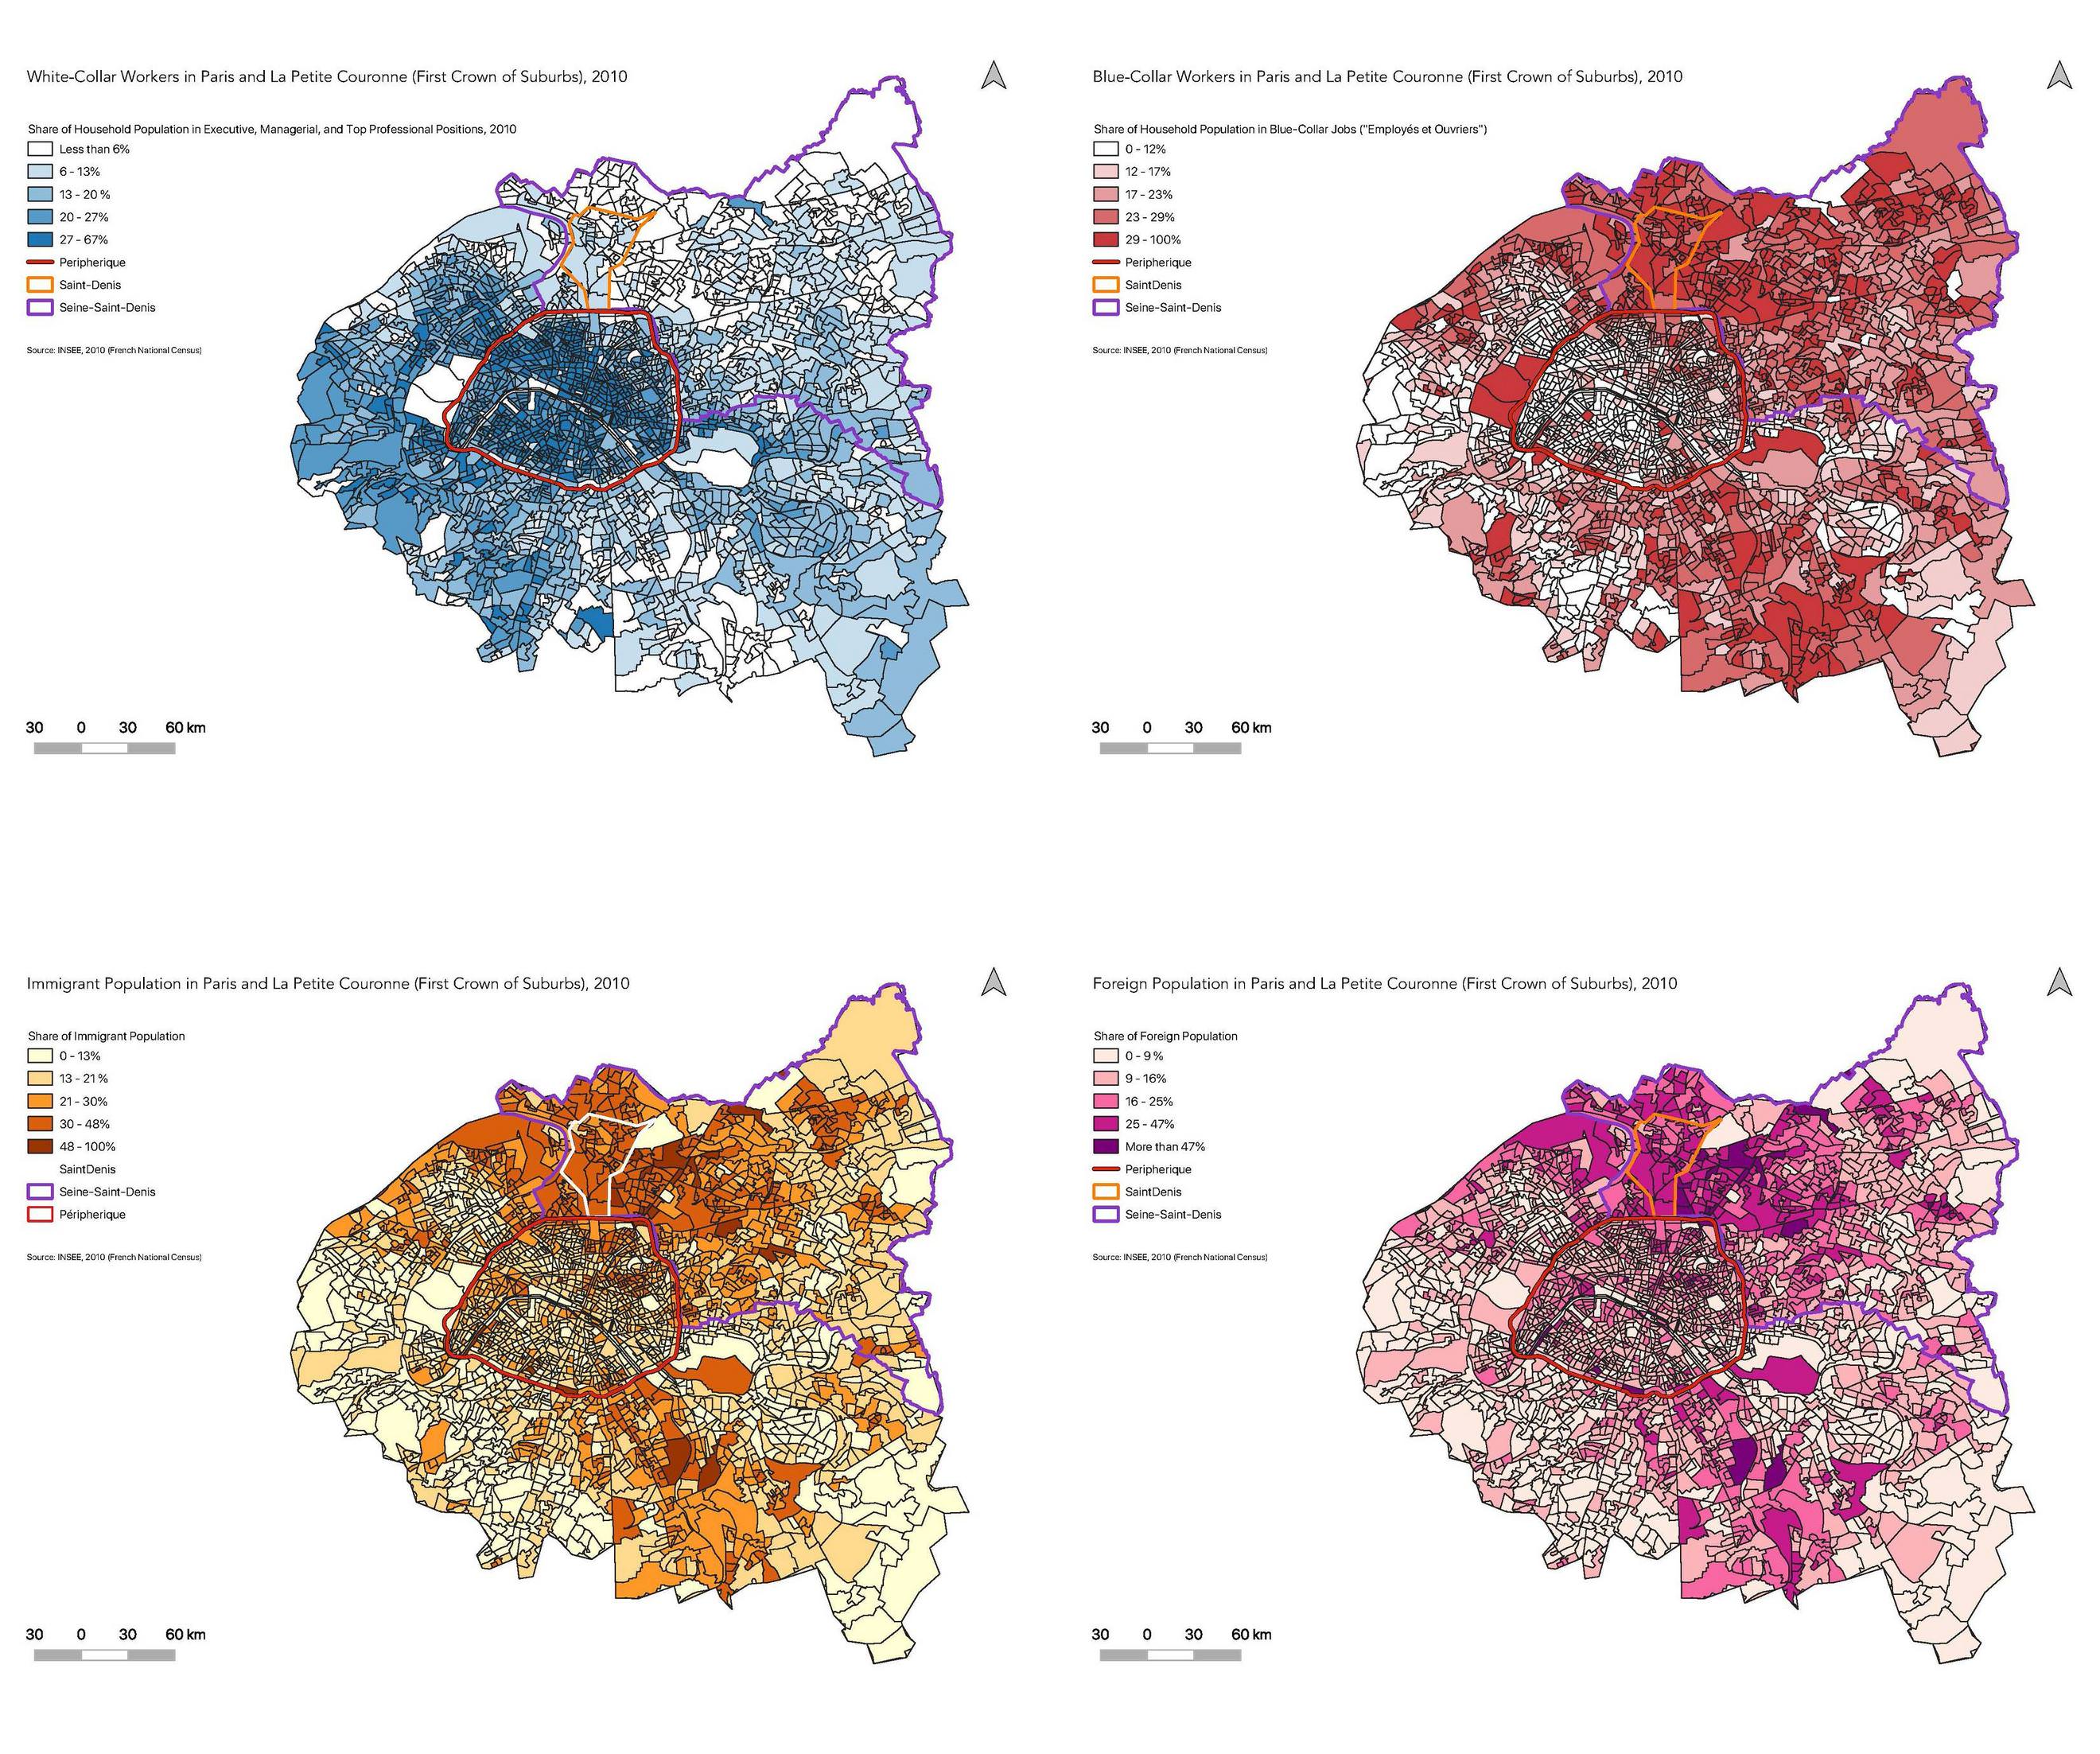 White-Collar Workers in Paris and La Petite Couronne (First Crown of Suburbs), 2010
Share of Household Population in Executive, Managerial, and Top Professional Positions, 2010
Less than 6%
6 - 13%
13 - 20 %
20 - 27%
27 - 67%
Peripherique
Saint-Denis
Seine-Saint-Denis
Source: INSEE, 2010 (French National Census)
30 0 30 60 km
Blue-Collar Workers in Paris and La Petite Couronne (First Crown of Suburbs), 2010
Share of Household Population in Blue-Collar Jobs ("Employés et Ouvriers")
0 - 12%
12 - 17%
17 - 23%
23 - 29%
29 - 100%
Peripherique
SaintDenis
Seine-Saint-Denis
Source: INSEE, 2010 (French National Census)
30 0 30 60 km
Immigrant Population in Paris and La Petite Couronne (First Crown of Suburbs), 2010
Share of Immigrant Population
0 - 13%
13 - 21 %
21 - 30%
30 - 48%
48 - 100%
SaintDenis
Seine-Saint-Denis
Péripherique
Source: INSEE, 2010 (French National Census)
30 0 30 60 km
Foreign Population in Paris and La Petite Couronne (First Crown of Suburbs), 2010
Share of Foreign Population
0 - 9 %
9 - 16%
16 - 25%
25 - 47%
More than 47%
Peripherique
SaintDenis
Seine-Saint-Denis
Source: INSEE, 2010 (French National Census)
30 0 30 60 km